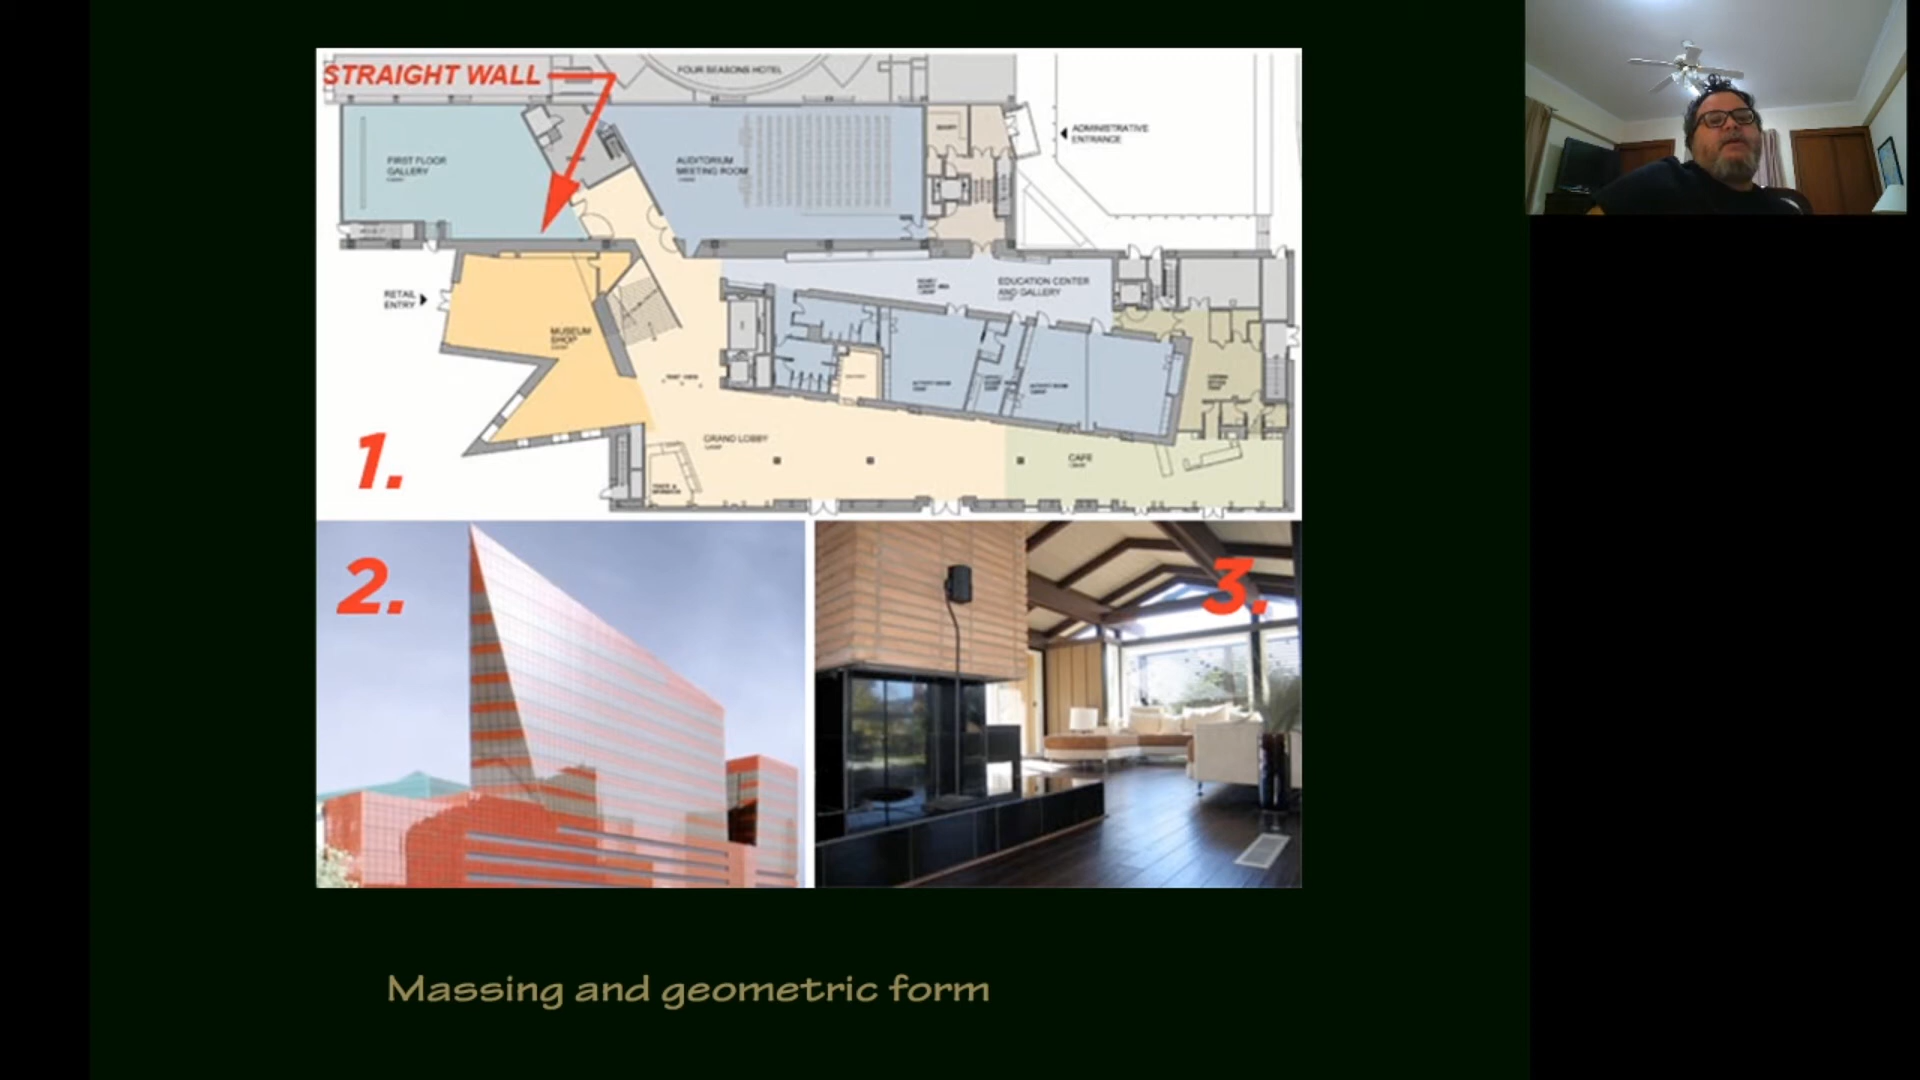 STRAIGHT WALL
FOUR SEASONS HOTEL
ADMINISTRATIVE
ENTRANCE
FIRST FLOOR
GALLERY
AUDITORIUM
MEETING ROOM
RETAIL
ENTRY
EDUCATION CENTER
AND GALLERY
MUSEUM
SHOP
GRAND LOBBY
CAFE
1.
2.
3.
Massing and geometric form